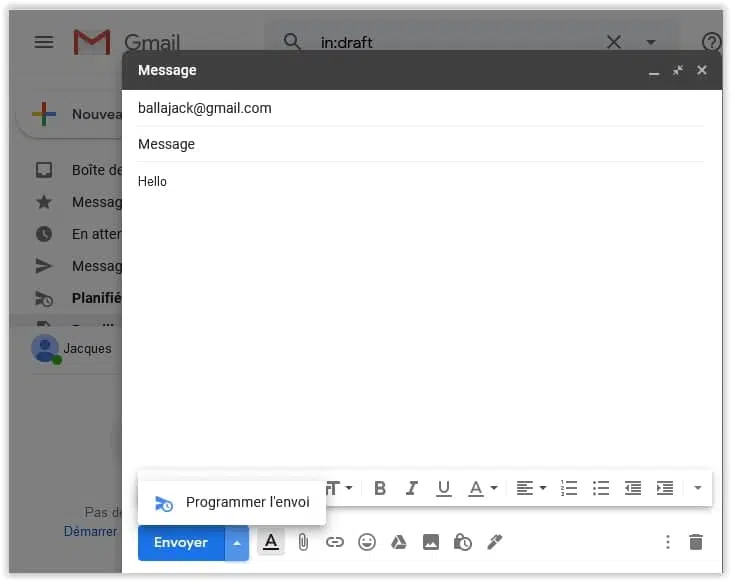 Gmail
in:draft
Message
ballajack@gmail.com
Message
Hello
Nouvea
Boîte de
Messag
En atter
Messag
Planifié
Jacques
Pas de
Démarrer
Programmer l'envoi
Envoyer